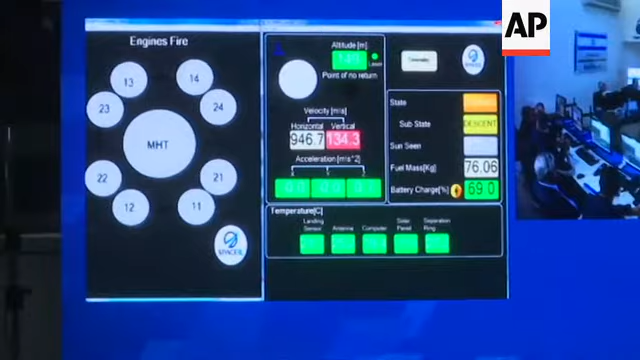 AP
Engines Fire
13
14
23
24
MHT
22
21
12
11
SPACEIL
Altitude [m]
149
Laser
Point of no return
Velocity [m/s]
Horizontal Vertical
946.7 134.3
Acceleration [m/s^2]
State
Sub State DESCENT
Sun Seen
Fuel Mass[Kg] 76.06
Battery Charge[%] 69.0
Temperature[C]
Landing Sensor
Antenna
Computer
Solar Panel
Separation Ring